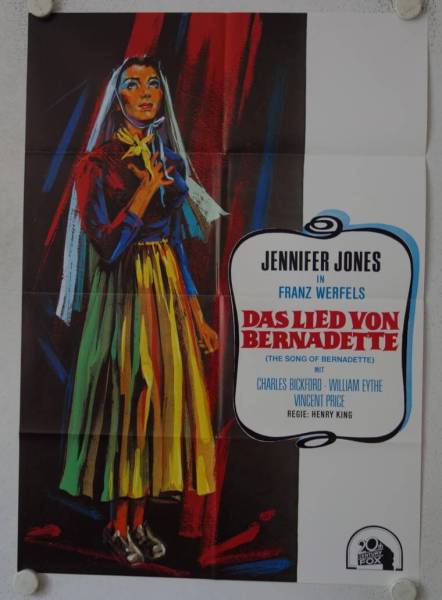 JENNIFER JONES
IN
FRANZ WERFELS
DAS LIED VON
BERNADETTE
(THE SONG OF BERNADETTE)
MIT
CHARLES BICKFORD · WILLIAM EYTHE
VINCENT PRICE
REGIE: HENRY KING
20th
CENTURY
FOX